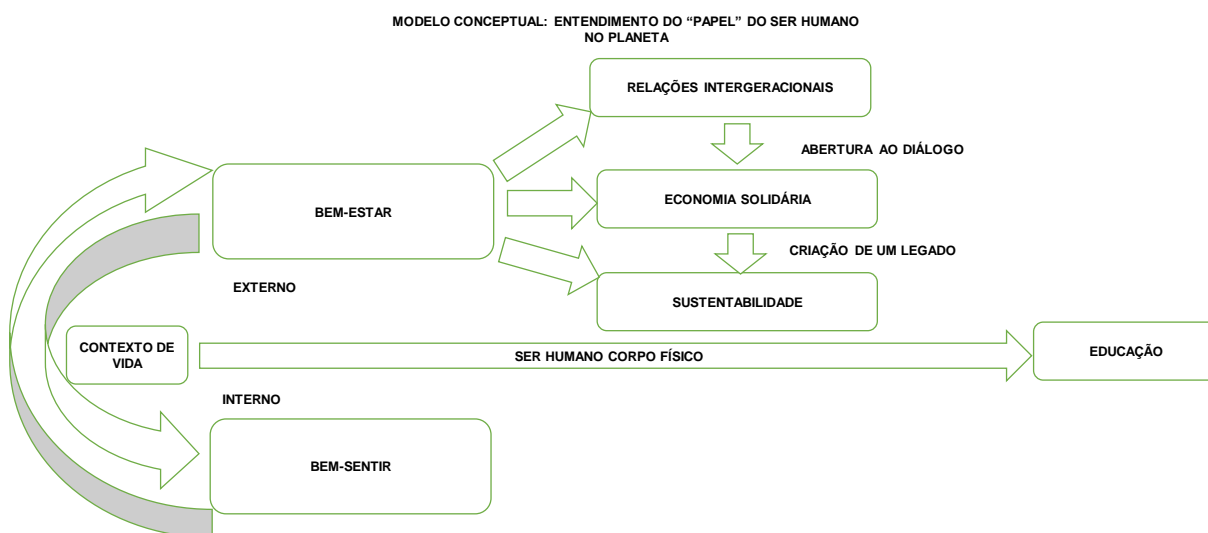 MODELO CONCEPTUAL: ENTENDIMENTO DO “PAPEL” DO SER HUMANO
NO PLANETA
RELAÇÕES INTERGERACIONAIS
ABERTURA AO DIÁLOGO
ECONOMIA SOLIDÁRIA
BEM-ESTAR
CRIAÇÃO DE UM LEGADO
EXTERNO
SUSTENTABILIDADE
CONTEXTO DE
VIDA
SER HUMANO CORPO FÍSICO
EDUCAÇÃO
INTERNO
BEM-SENTIR